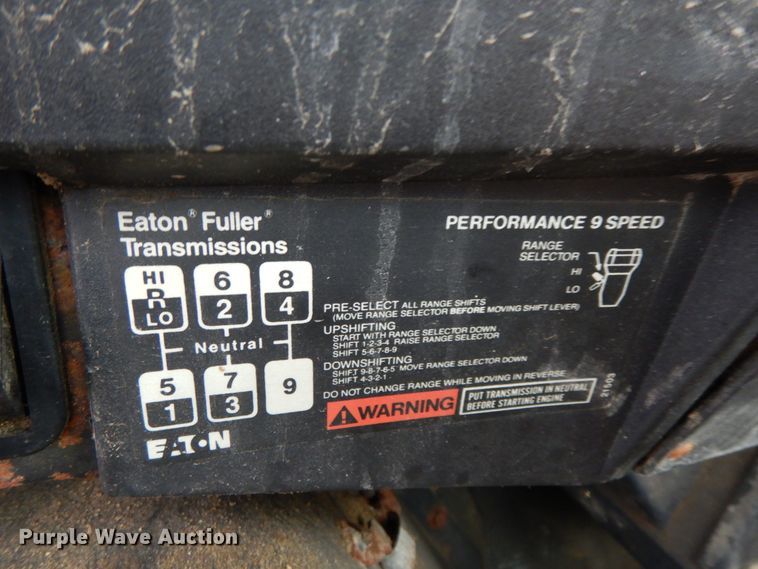 Eaton® Fuller®
Transmissions
PERFORMANCE 9 SPEED
RANGE
SELECTOR
HI
LO
HI 6 8
R 2 4
LO
Neutral
5 7 9
1 3
EATON
PRE-SELECT ALL RANGE SHIFTS
(MOVE RANGE SELECTOR BEFORE MOVING SHIFT LEVER)
UPSHIFTING
START WITH RANGE SELECTOR DOWN
SHIFT 1-2-3-4 RAISE RANGE SELECTOR
SHIFT 5-6-7-8-9
DOWNSHIFTING
SHIFT 9-8-7-6-5 MOVE RANGE SELECTOR DOWN
SHIFT 4-3-2-1
DO NOT CHANGE RANGE WHILE MOVING IN REVERSE
WARNING
PUT TRANSMISSION IN NEUTRAL
BEFORE STARTING ENGINE
Purple Wave Auction